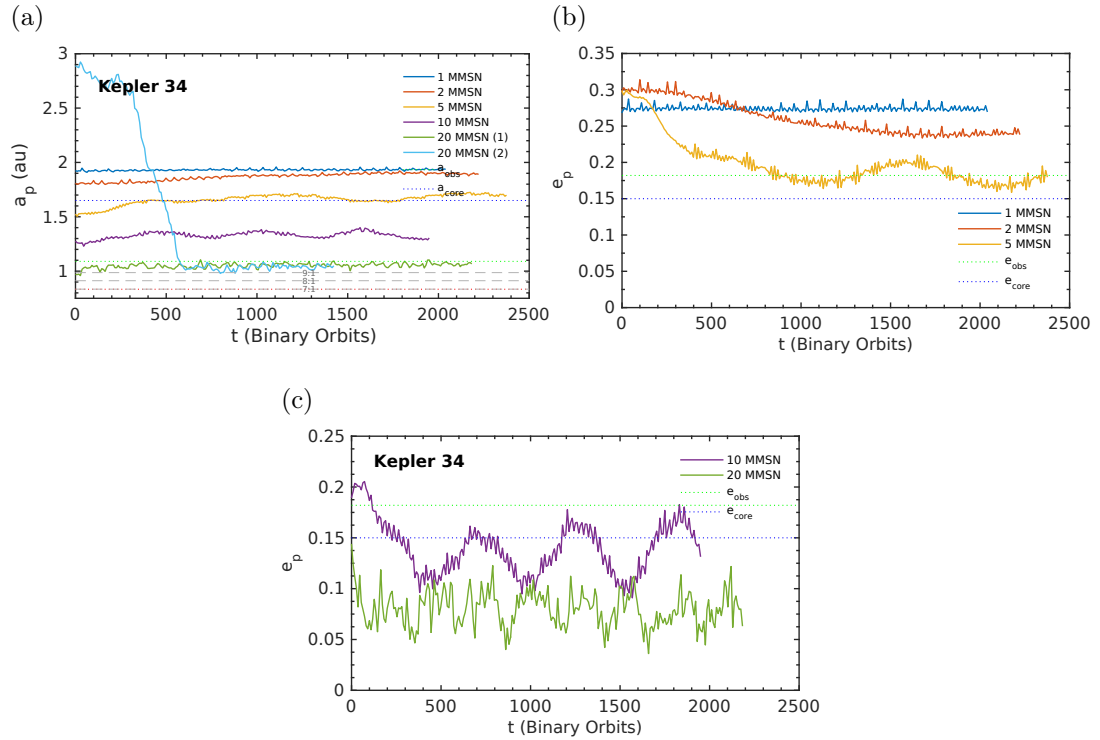 (a)
3
2.5
2
1.5
1
a_p (au)
Kepler 34
1 MMSN
2 MMSN
5 MMSN
10 MMSN
20 MMSN (1)
20 MMSN (2)
a_obs
a_core
9:1
8:1
7:1
0 500 1000 1500 2000 2500
t (Binary Orbits)
(b)
0.35
0.3
0.25
0.2
0.15
0.1
0.05
0
e_p
1 MMSN
2 MMSN
5 MMSN
e_obs
e_core
0 500 1000 1500 2000 2500
t (Binary Orbits)
(c)
0.25
0.2
0.15
0.1
0.05
0
e_p
Kepler 34
10 MMSN
20 MMSN
e_obs
e_core
0 500 1000 1500 2000 2500
t (Binary Orbits)